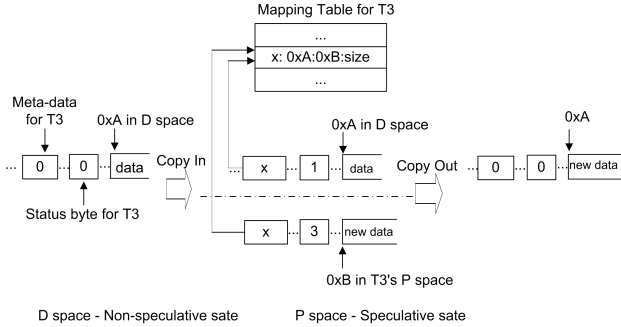 Mapping Table for T3
...
x: 0xA:0xB:size
...
Meta-data
for T3
0xA in D space
... 0 ... 0 ... data
Status byte for T3
Copy In
0xA in D space
... x ... 1 ... data
... x ... 3 ... new data
0xB in T3's P space
Copy Out
0xA
... 0 ... 0 ... new data
D space - Non-speculative sate
P space - Speculative sate